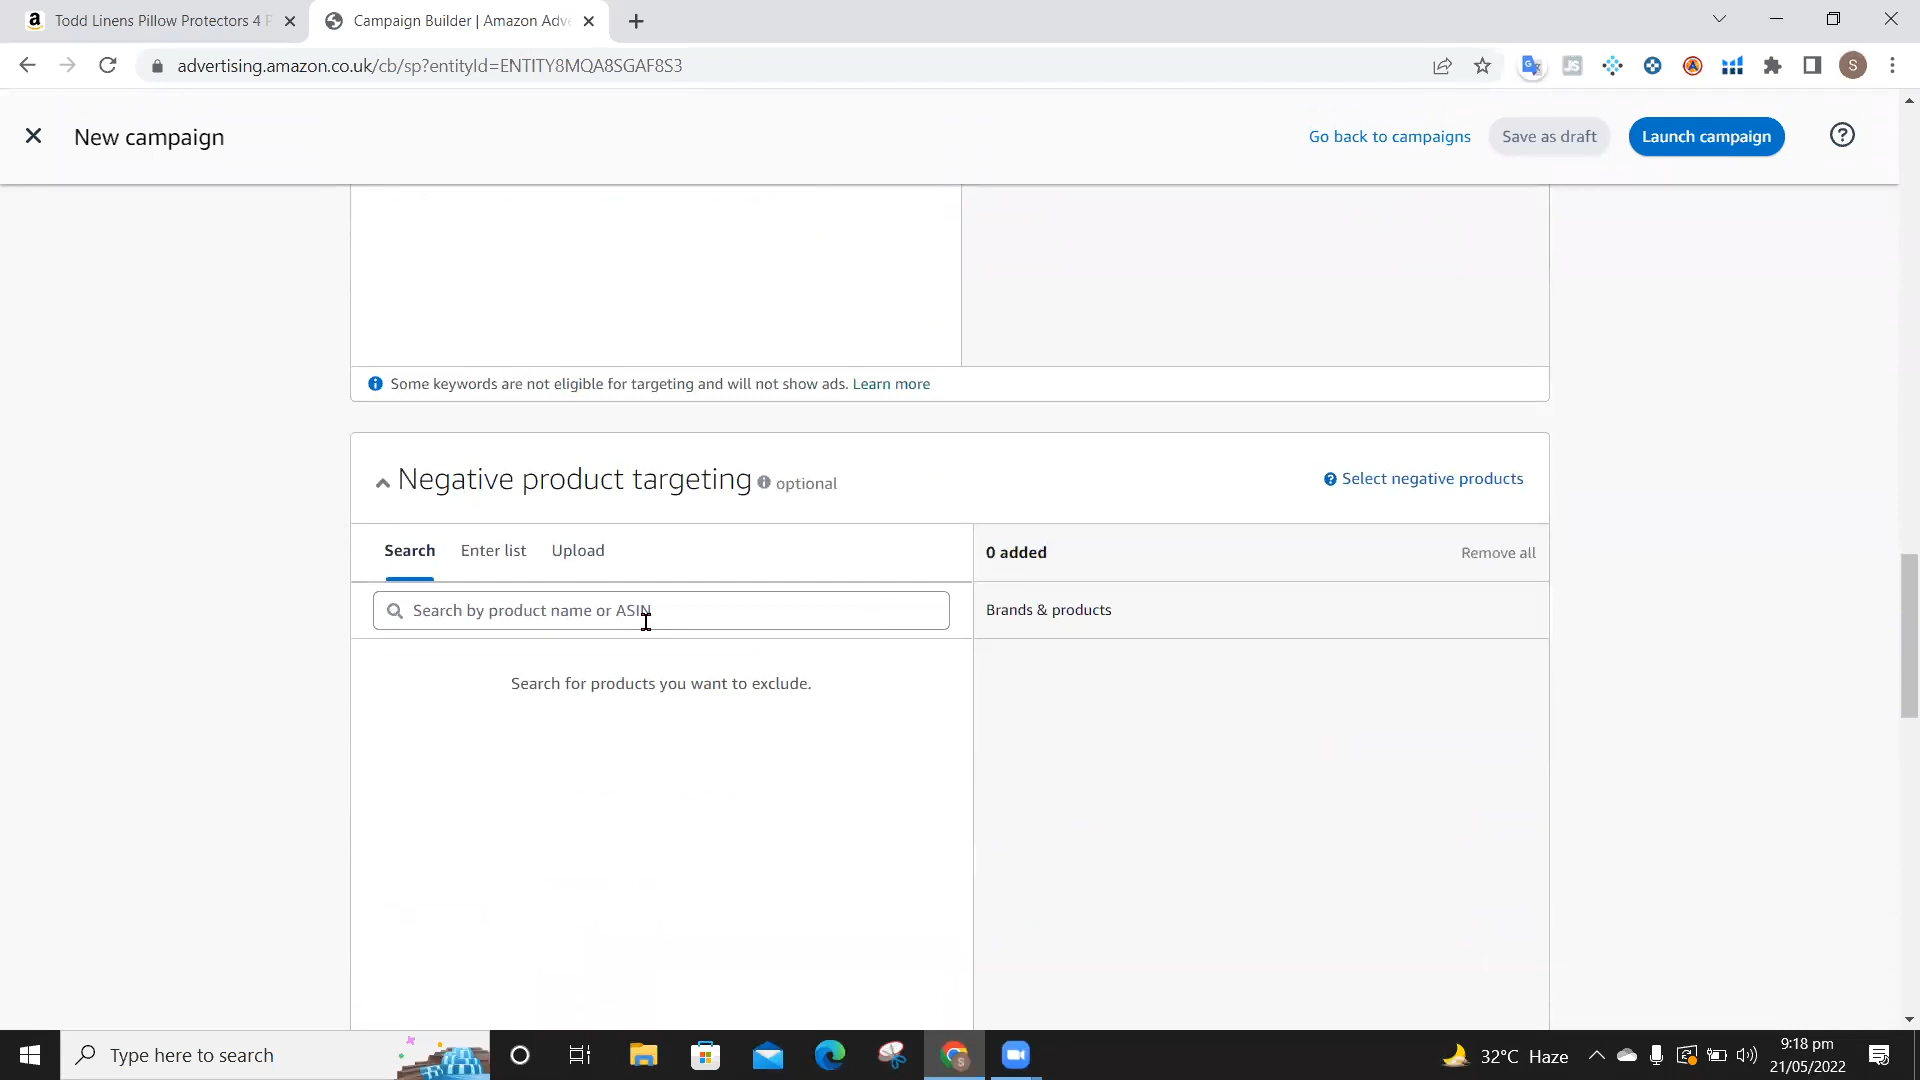 Todd Linens Pillow Protectors 4 P
Campaign Builder | Amazon Adve
advertising.amazon.co.uk/cb/sp?entityId=ENTITY8MQA8SGAF8S3
JS
S
New campaign
Go back to campaigns
Save as draft
Launch campaign
Some keywords are not eligible for targeting and will not show ads. Learn more
Negative product targeting optional
Select negative products
Search Enter list Upload
0 added
Remove all
Search by product name or ASIN
Brands & products
Search for products you want to exclude.
Type here to search
32°C Haze
9:18 pm
21/05/2022